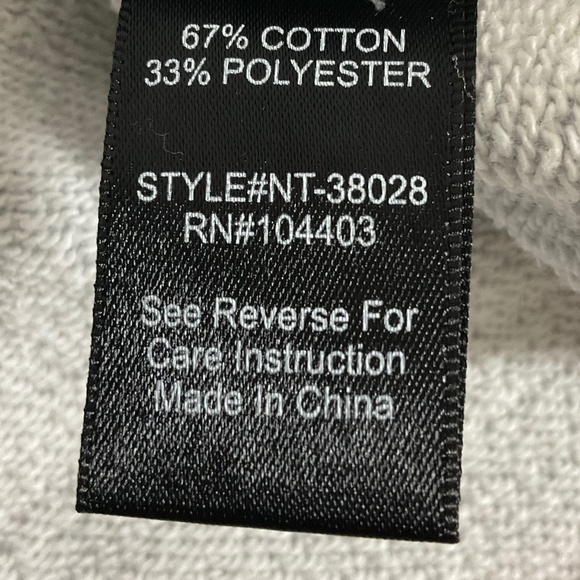 67% COTTON
33% POLYESTER
STYLE#NT-38028
RN#104403
See Reverse For
Care Instruction
Made In China